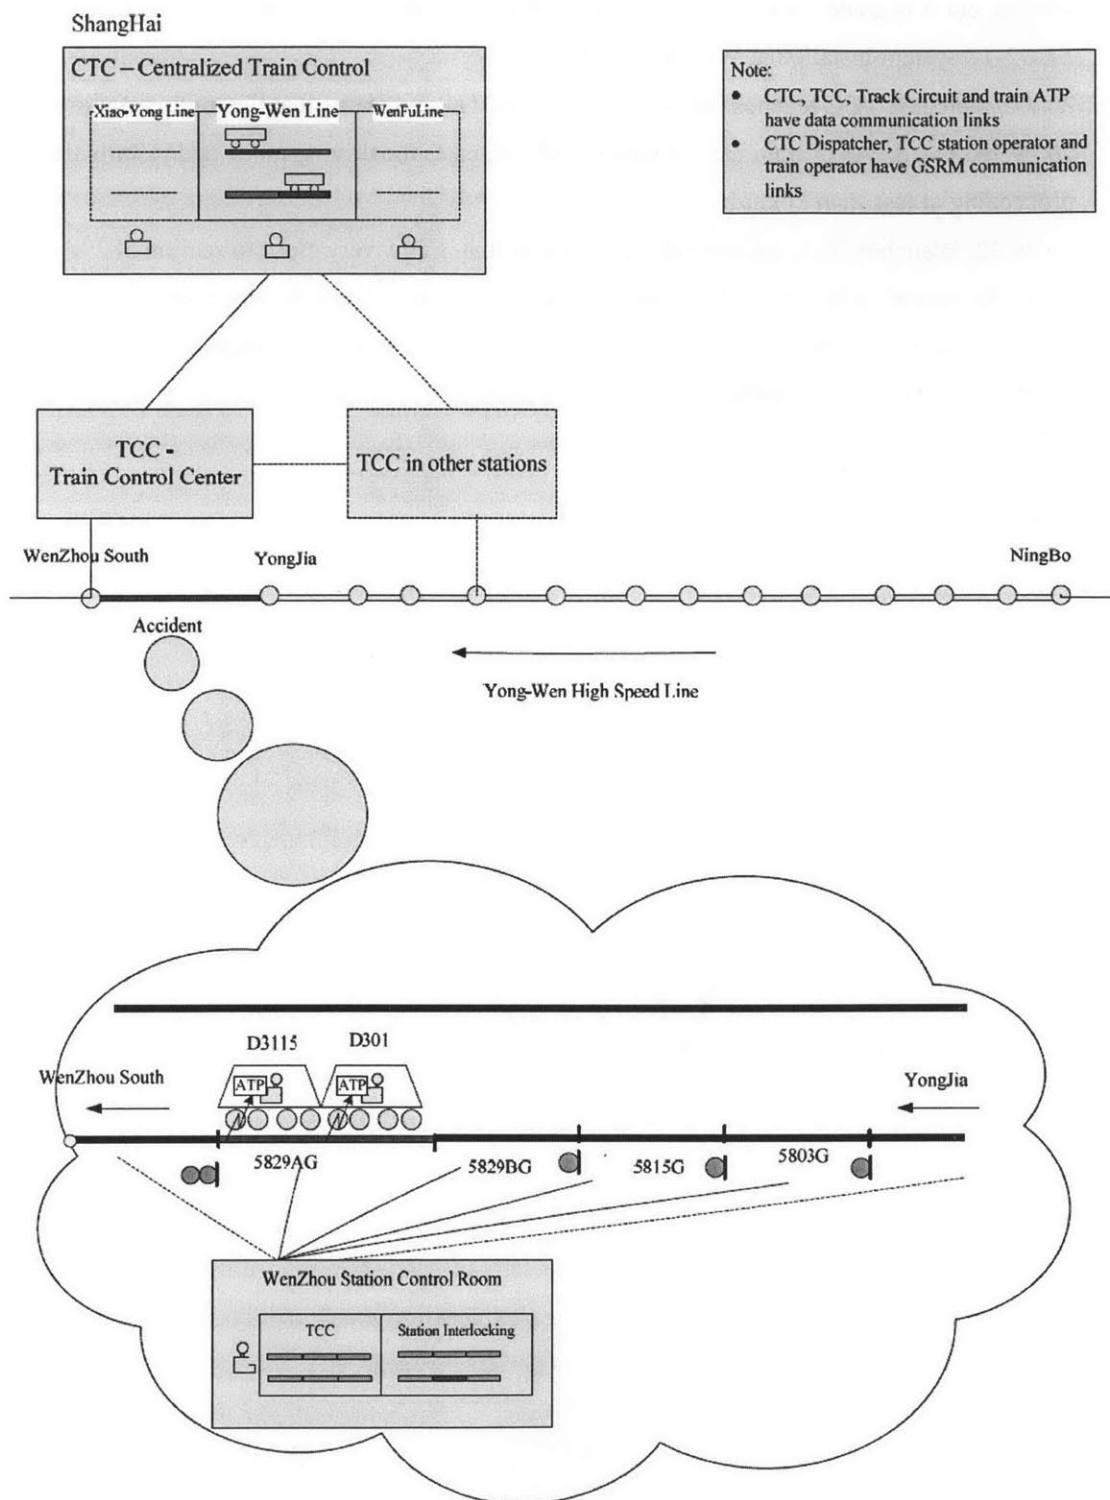 ShangHai
CTC – Centralized Train Control
Xiao-Yong Line
Yong-Wen Line
WenFuLine
Note:
● CTC, TCC, Track Circuit and train ATP
have data communication links
● CTC Dispatcher, TCC station operator and
train operator have GSRM communication
links
TCC -
Train Control Center
TCC in other stations
WenZhou South
YongJia
NingBo
Accident
Yong-Wen High Speed Line
D3115
D301
WenZhou South
ATP
ATP
YongJia
5829AG
5829BG
5815G
5803G
WenZhou Station Control Room
TCC
Station Interlocking